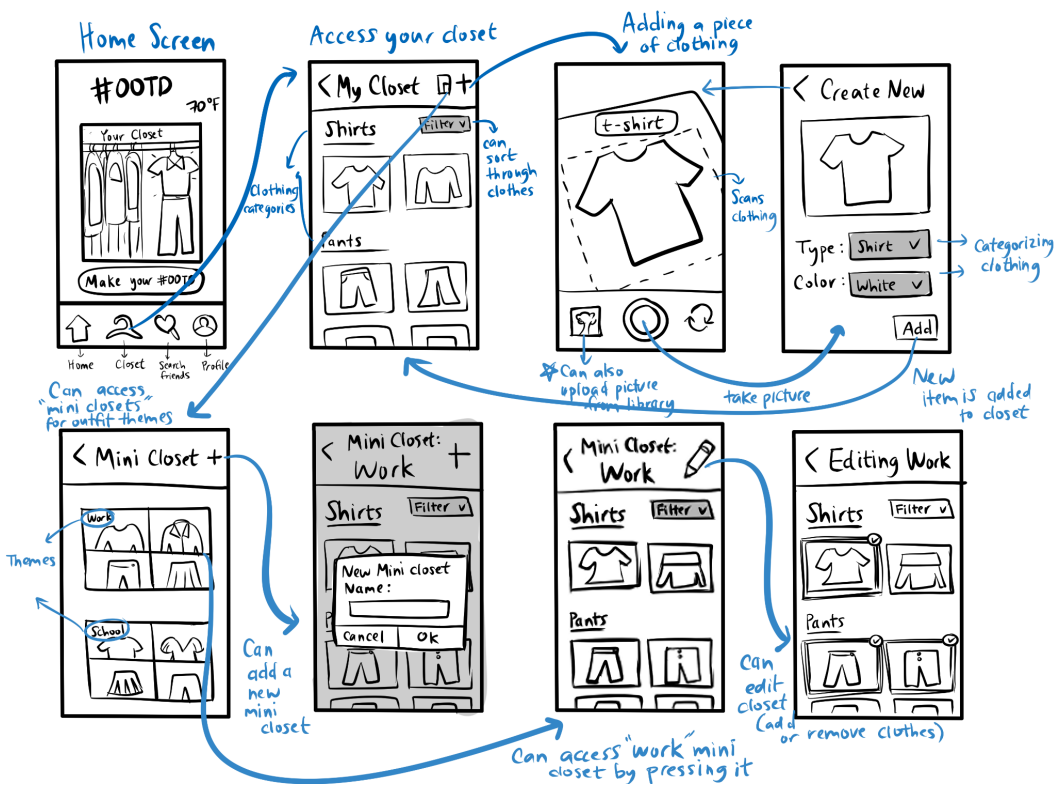 Home Screen
#OOTD
70°F
Your Closet
Make your #OOTD
Home
Closet
Search
friends
Profile
Access your closet
< My Closet +
Shirts
Filter v
can
sort
through
clothes
Clothing
categories
Pants
Adding a piece
of clothing
t-shirt
Scans
clothing
Can also
upload picture
from library
take picture
< Create New
Type: Shirt v
Color: White v
Categorizing
clothing
Add
New
item is added
to closet
Can access
"mini closets"
for outfit themes
< Mini Closet +
Work
Themes
School
Can
add a
new
mini
closet
Mini Closet:
Work +
Shirts
Filter v
New Mini closet
Name:
Cancel
Ok
< Mini Closet:
Work
Shirts
Filter v
Pants
Can access "work" mini
closet by pressing it
< Editing Work
Shirts
Filter v
Pants
Can
edit
closet
(add
or remove clothes)